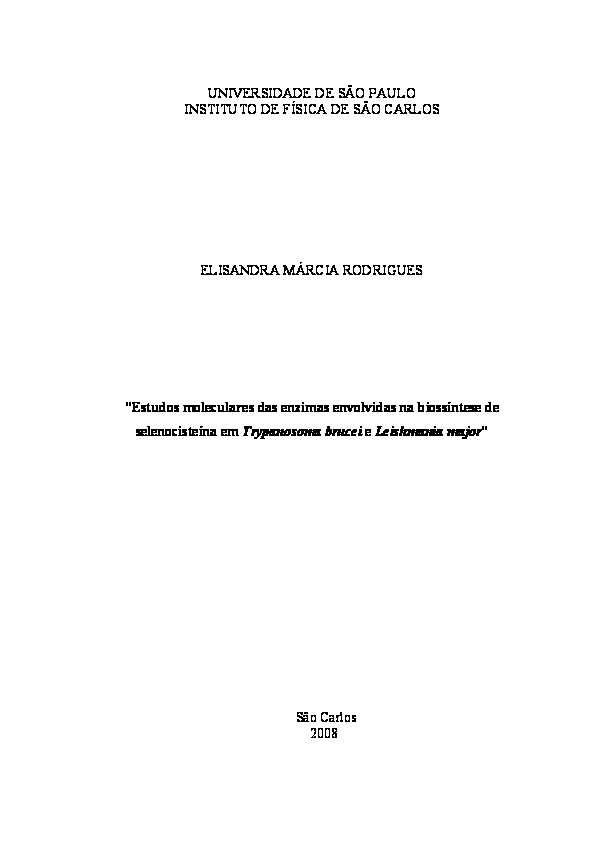 UNIVERSIDADE DE SÃO PAULO
INSTITUTO DE FÍSICA DE SÃO CARLOS
ELISANDRA MÁRCIA RODRIGUES
"Estudos moleculares das enzimas envolvidas na biossíntese de
selenocisteína em Trypanosoma brucei e Leishmania major"
São Carlos
2008